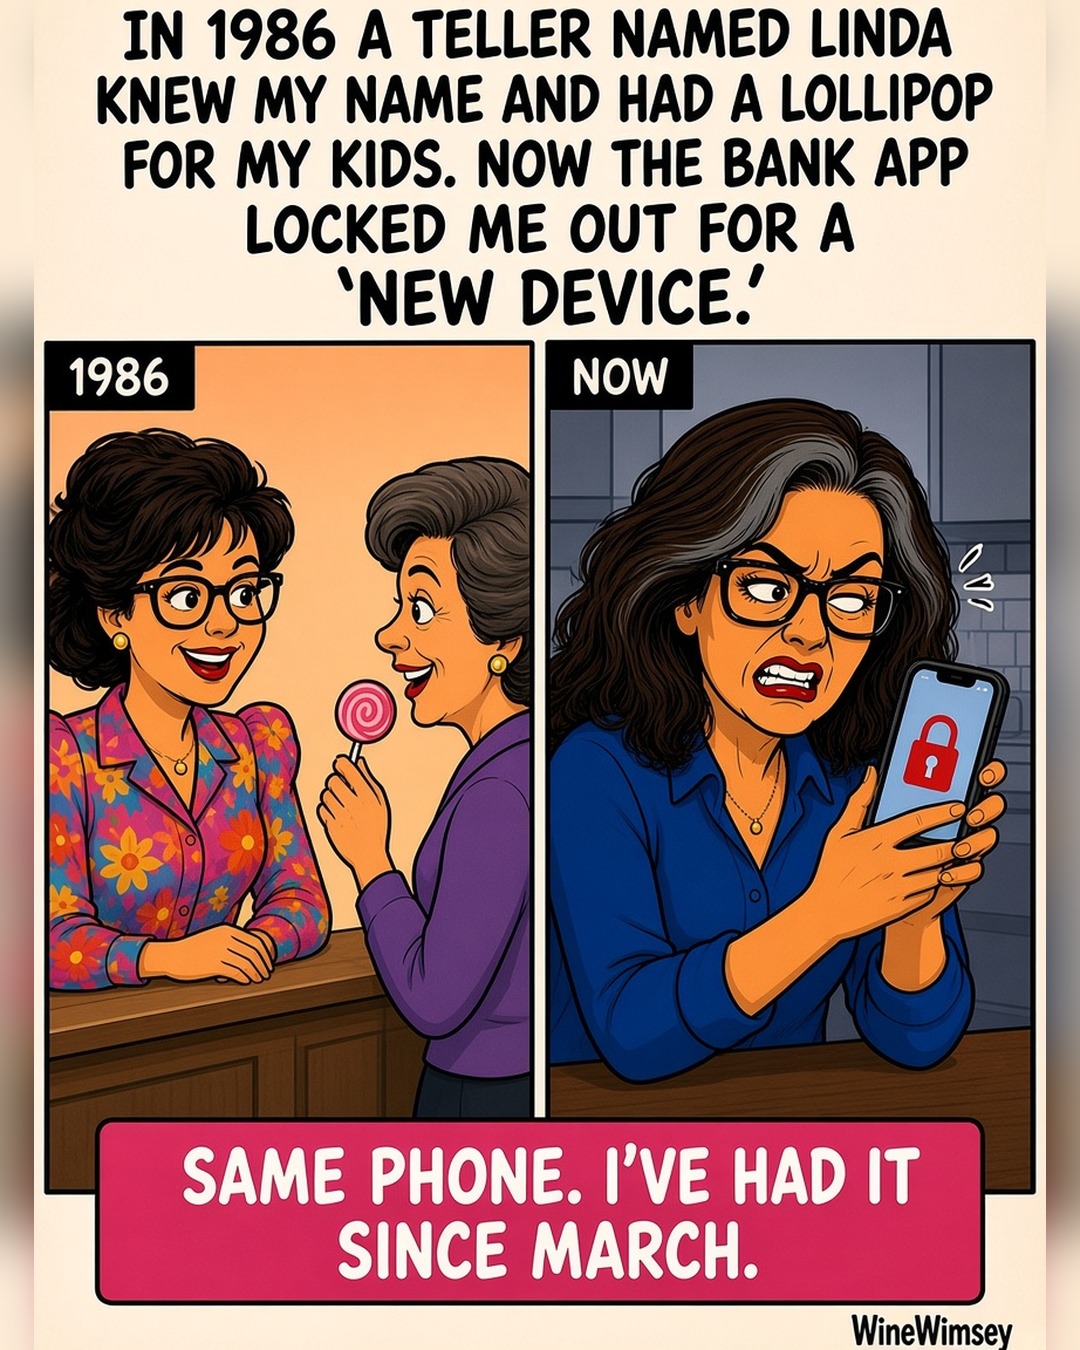 IN 1986 A TELLER NAMED LINDA
KNEW MY NAME AND HAD A LOLLIPOP
FOR MY KIDS. NOW THE BANK APP
LOCKED ME OUT FOR A
‘NEW DEVICE.’
1986
NOW
SAME PHONE. I’VE HAD IT
SINCE MARCH.
WineWimsey